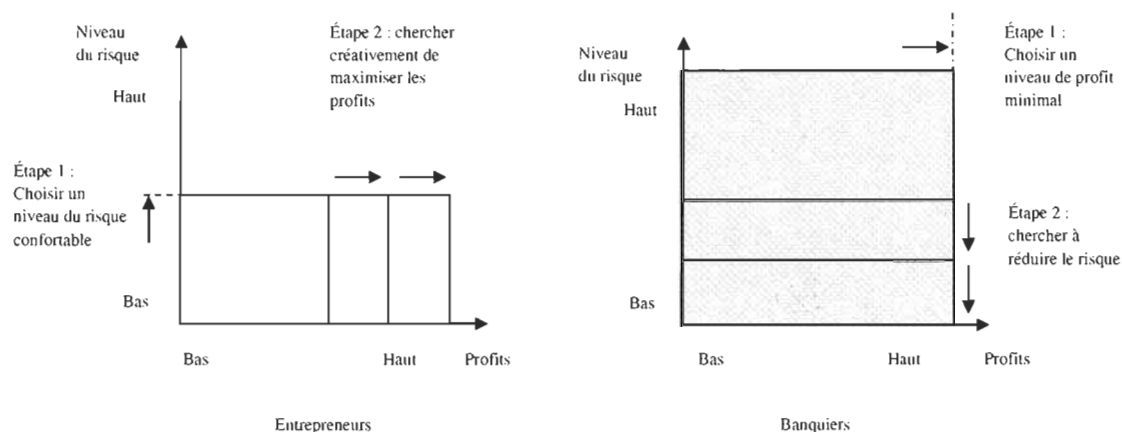 Niveau
du risque
Haut
Étape 2 : chercher
créativement de
maximiser les
profits
Étape 1 :
Choisir un
niveau du risque
confortable
Bas
Bas
Haut
Profits
Entrepreneurs
Niveau
du risque
Haut
Étape 1 :
Choisir un
niveau de profit
minimal
Étape 2 :
chercher à
réduire le risque
Bas
Bas
Haut
Profits
Banquiers